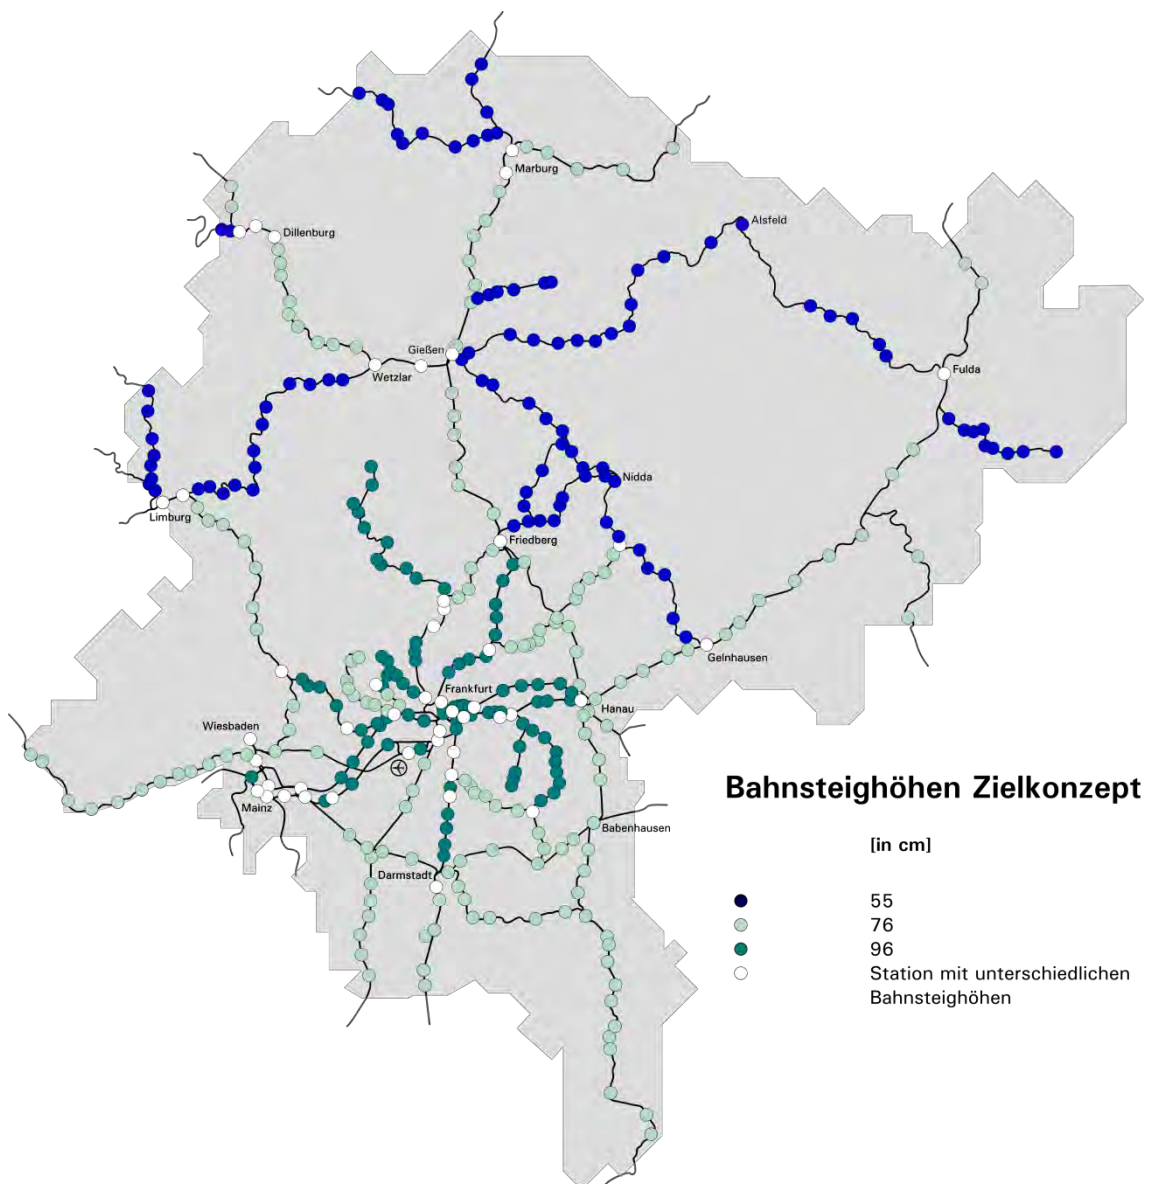 Marburg
Alsfeld
Dillenburg
Gießen
Wetzlar
Fulda
Nidda
Limburg
Friedberg
Gelnhausen
Frankfurt
Hanau
Wiesbaden
Mainz
Babenhausen
Darmstadt
Bahnsteighöhen Zielkonzept
[in cm]
55
76
96
Station mit unterschiedlichen
Bahnsteighöhen